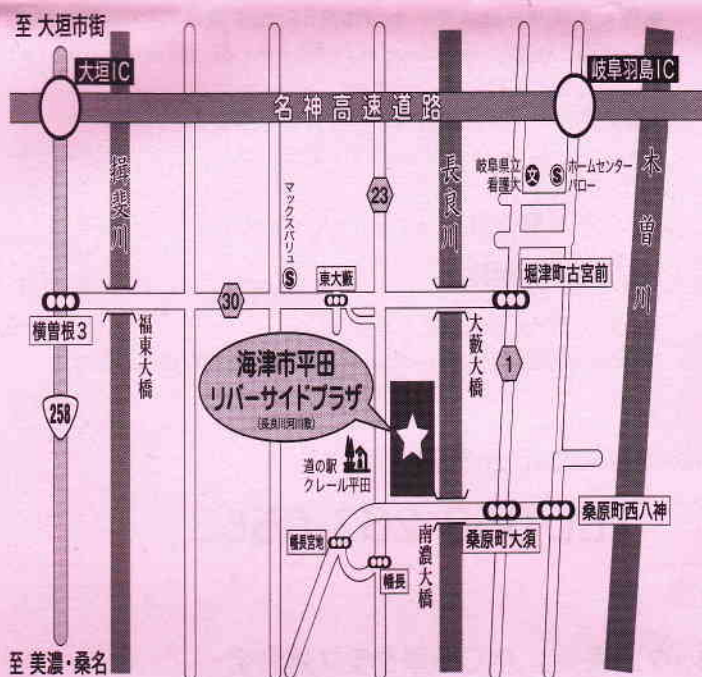 至 大垣市街
大垣IC
岐阜羽島IC
名神高速道路
揖斐川
長良川
木曽川
岐阜県立
看護大
文
S
ホームセンター
バロー
23
マックスバリュ
S
東大藪
堀津町古宮前
30
横曽根3
福東大橋
大藪大橋
1
海津市平田
リバーサイドプラザ
(長良川河川敷)
258
道の駅
クレール平田
桑原町大須
桑原町西八神
幡長宮地
幡長
南濃大橋
至 美濃・桑名